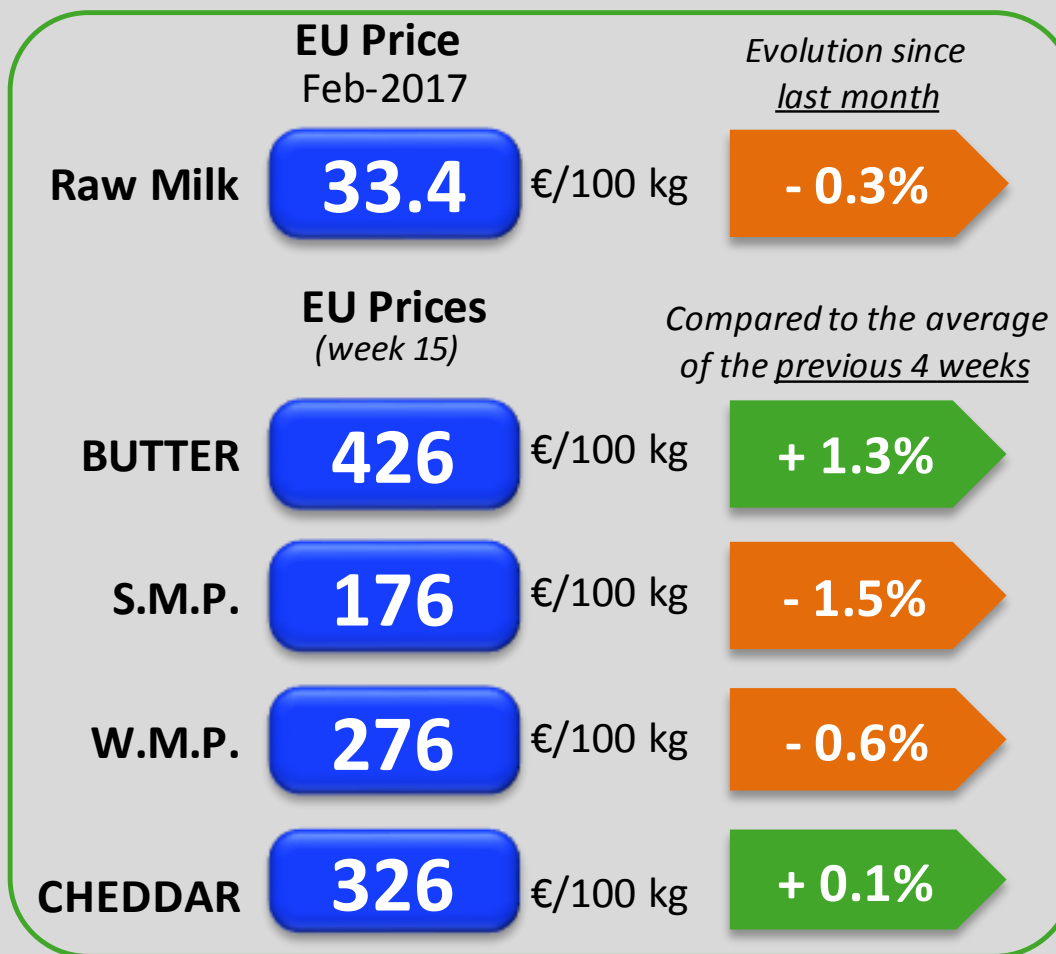 EU Price
Feb-2017
Evolution since
last month
Raw Milk 33.4 €/100 kg - 0.3%
EU Prices
(week 15)
Compared to the average
of the previous 4 weeks
BUTTER 426 €/100 kg + 1.3%
S.M.P. 176 €/100 kg - 1.5%
W.M.P. 276 €/100 kg - 0.6%
CHEDDAR 326 €/100 kg + 0.1%